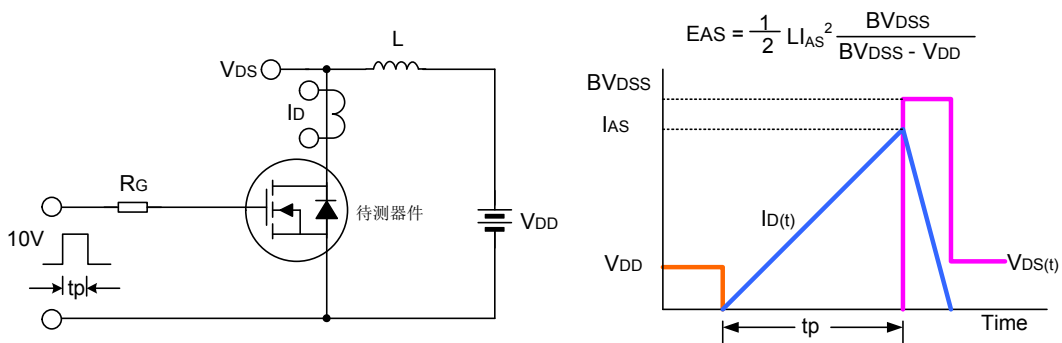 VDS
L
ID
RG
待测器件
VDD
10V
tp
EAS = 1/2 LIAS² BVDSS/(BVDSS - VDD)
BVDSS
IAS
ID(t)
VDD
VDS(t)
tp
Time